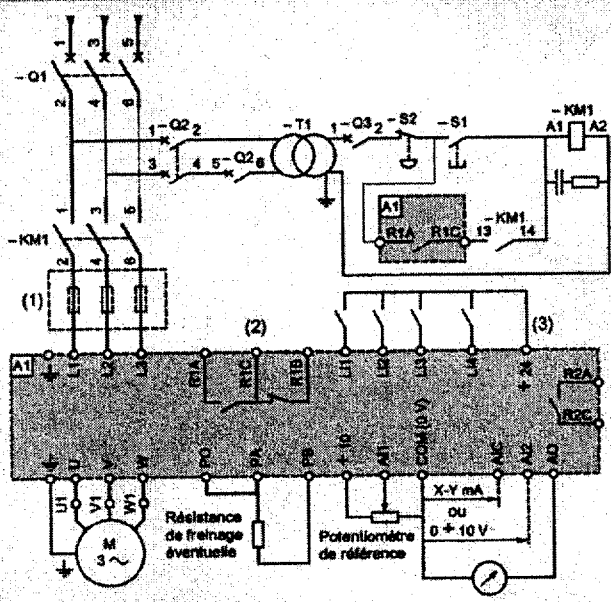 1 3 5
– Q1
2 4 6
1 – Q2 2
3 4 5 – Q2 6
– T1
1 – Q3 2
– S2
– S1
– KM1
A1 A2
A1
R1A R1C
13 – KM1 14
1 3 5
– KM1
2 4 6
(1)
(2)
(3)
A1
L1 L2 L3
R1A R1C R1B
LI1 LI2 LI3 LI4 + 24
R2A
R2C
U V W
PO PA PB
+ 10 AI1 COM (0 V) AIC AI2 AO
U1 V1 W1
M
3 ~
Résistance
de freinage
éventuelle
Potentiomètre
de référence
X-Y mA
ou
0 + 10 V